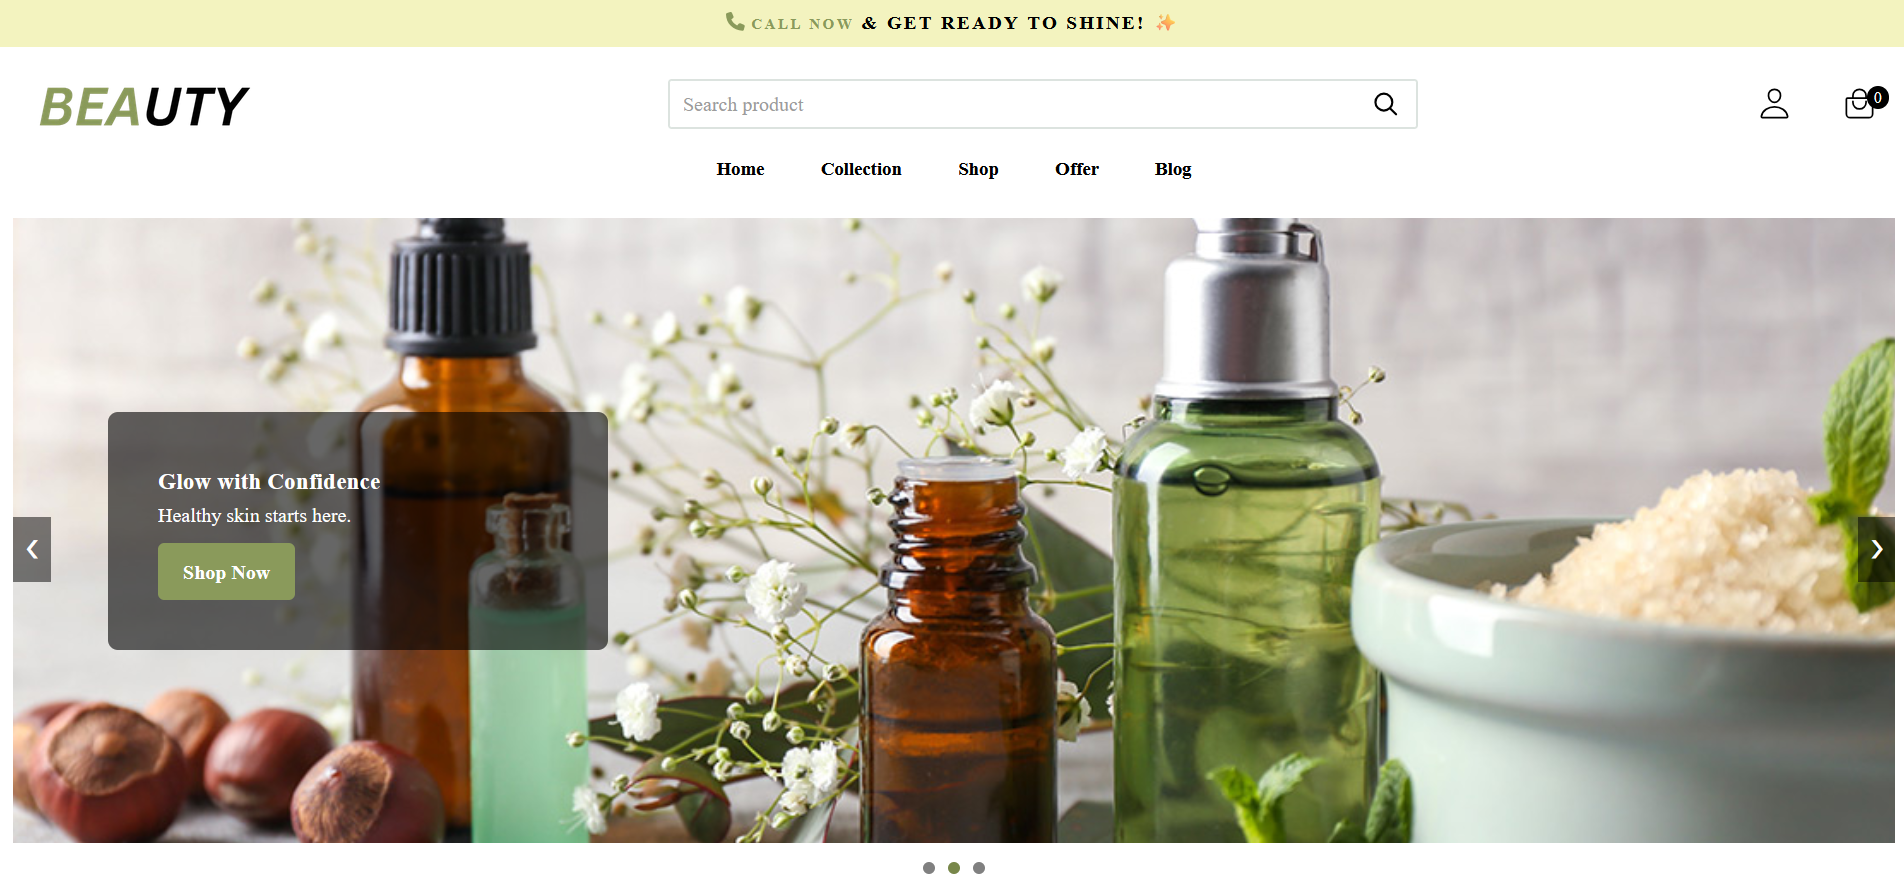 CALL NOW & GET READY TO SHINE! ✨
BEAUTY
Search product
0
Home Collection Shop Offer Blog
Glow with Confidence
Healthy skin starts here.
Shop Now